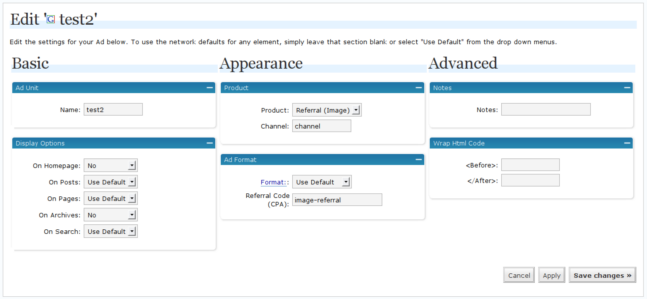 Edit 'G test2'
Edit the settings for your Ad below. To use the network defaults for any element, simply leave that section blank or select "Use Default" from the drop down menus.
Basic
Ad Unit
Name: test2
Display Options
On Homepage: No
On Posts: Use Default
On Pages: Use Default
On Archives: No
On Search: Use Default
Appearance
Product
Product: Referral (Image)
Channel: channel
Ad Format
Format:: Use Default
Referral Code
(CPA): image-referral
Advanced
Notes
Notes:
Wrap Html Code
<Before>:
</After>:
Cancel Apply Save changes »